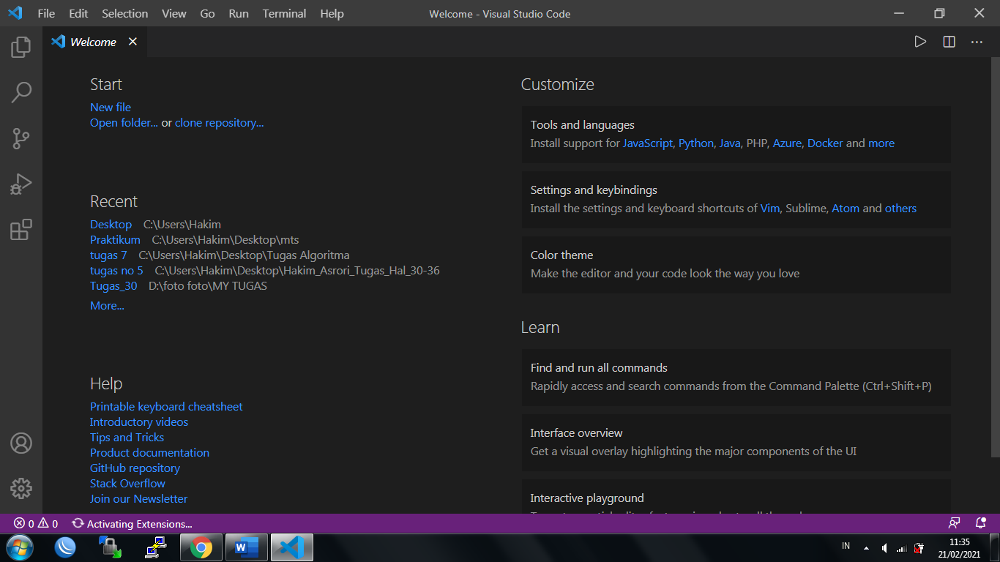 File Edit Selection View Go Run Terminal Help
Welcome - Visual Studio Code
Welcome
Start
New file
Open folder... or clone repository...
Recent
Desktop C:\Users\Hakim
Praktikum C:\Users\Hakim\Desktop\mts
tugas 7 C:\Users\Hakim\Desktop\Tugas Algoritma
tugas no 5 C:\Users\Hakim\Desktop\Hakim_Asrori_Tugas_Hal_30-36
Tugas_30 D:\foto foto\MY TUGAS
More...
Help
Printable keyboard cheatsheet
Introductory videos
Tips and Tricks
Product documentation
GitHub repository
Stack Overflow
Join our Newsletter
Customize
Tools and languages
Install support for JavaScript, Python, Java, PHP, Azure, Docker and more
Settings and keybindings
Install the settings and keyboard shortcuts of Vim, Sublime, Atom and others
Color theme
Make the editor and your code look the way you love
Learn
Find and run all commands
Rapidly access and search commands from the Command Palette (Ctrl+Shift+P)
Interface overview
Get a visual overlay highlighting the major components of the UI
Interactive playground
0 0 Activating Extensions...
IN
11:35
21/02/2021